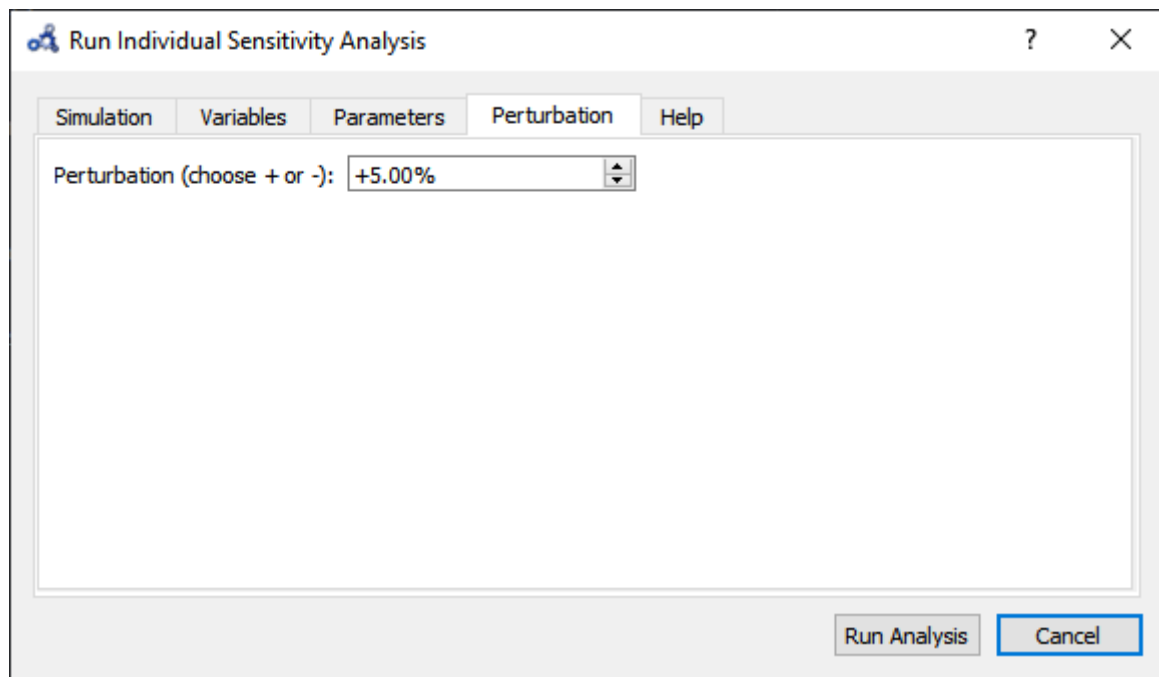 Run Individual Sensitivity Analysis ?
Simulation Variables Parameters Perturbation Help
Perturbation (choose + or -): +5.00%
Run Analysis Cancel